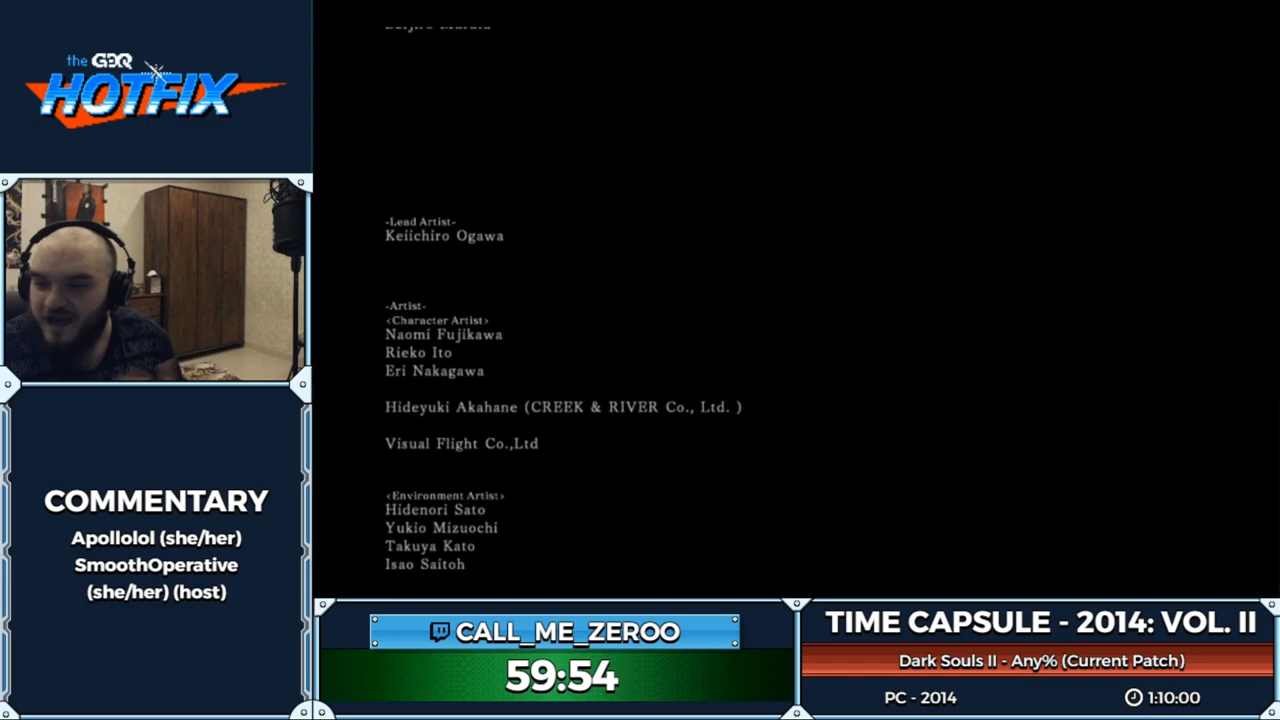 the GDQ
HOTFIX
-Lead Artist-
Keiichiro Ogawa
-Artist-
<Character Artist>
Naomi Fujikawa
Rieko Ito
Eri Nakagawa
Hideyuki Akahane (CREEK & RIVER Co., Ltd. )
Visual Flight Co.,Ltd
<Environment Artist>
Hidenori Sato
Yukio Mizuochi
Takuya Kato
Isao Saitoh
COMMENTARY
Apollolol (she/her)
SmoothOperative
(she/her) (host)
CALL_ME_ZEROO
59:54
TIME CAPSULE - 2014: VOL. II
Dark Souls II - Any% (Current Patch)
PC - 2014
1:10:00